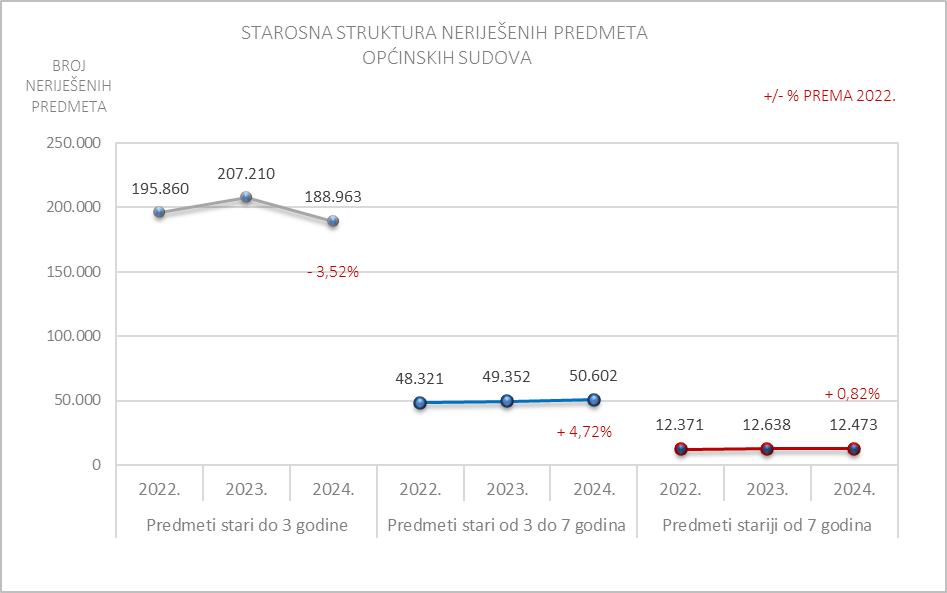 STAROSNA STRUKTURA NERIJEŠENIH PREDMETA
OPĆINSKIH SUDOVA
BROJ
NERIJEŠENIH
PREDMETA
+/- % PREMA 2022.
250.000
200.000
150.000
100.000
50.000
0
195.860
207.210
188.963
- 3,52%
48.321
49.352
50.602
+ 4,72%
12.371
12.638
12.473
+ 0,82%
2022. 2023. 2024. 2022. 2023. 2024. 2022. 2023. 2024.
Predmeti stari do 3 godine Predmeti stari od 3 do 7 godina Predmeti stariji od 7 godina